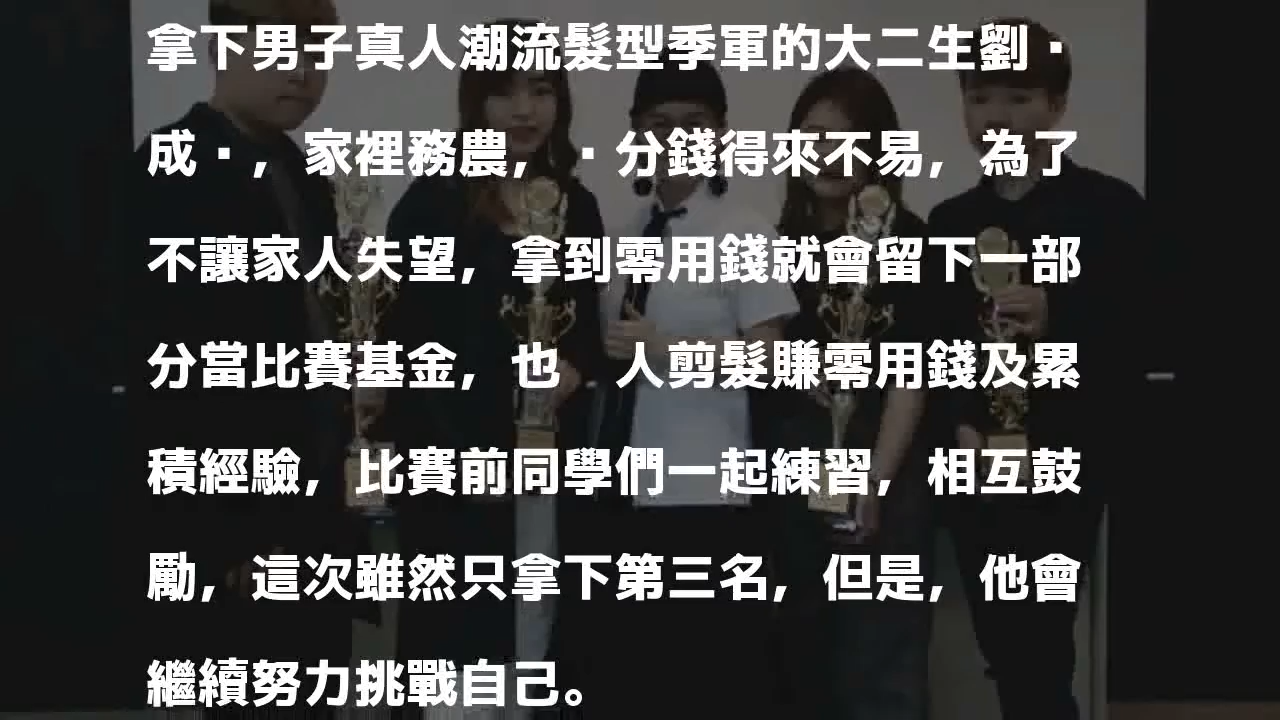 拿下男子真人潮流髮型季軍的大二生劉·
成·，家裡務農，·分錢得來不易，為了
不讓家人失望，拿到零用錢就會留下一部
分當比賽基金，也　人剪髮賺零用錢及累
積經驗，比賽前同學們一起練習，相互鼓
勵，這次雖然只拿下第三名，但是，他會
繼續努力挑戰自己。